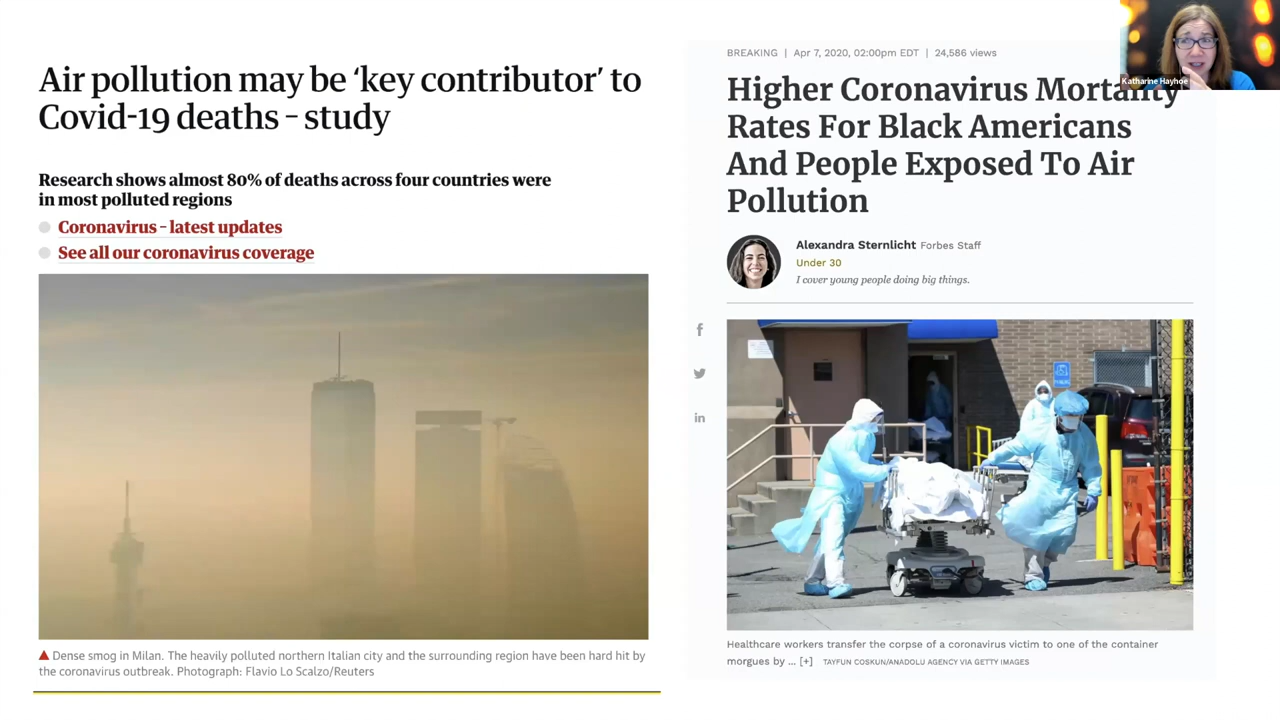 Air pollution may be ‘key contributor’ to
Covid-19 deaths – study
Research shows almost 80% of deaths across four countries were
in most polluted regions
Coronavirus – latest updates
See all our coronavirus coverage
Dense smog in Milan. The heavily polluted northern Italian city and the surrounding region have been hard hit by
the coronavirus outbreak. Photograph: Flavio Lo Scalzo/Reuters
BREAKING | Apr 7, 2020, 02:00pm EDT | 24,586 views
Higher Coronavirus Mortality
Rates For Black Americans
And People Exposed To Air
Pollution
Alexandra Sternlicht Forbes Staff
Under 30
I cover young people doing big things.
f
in
Healthcare workers transfer the corpse of a coronavirus victim to one of the container
morgues by ... [+] TAYFUN COSKUN/ANADOLU AGENCY VIA GETTY IMAGES
Katharine Hayhoe